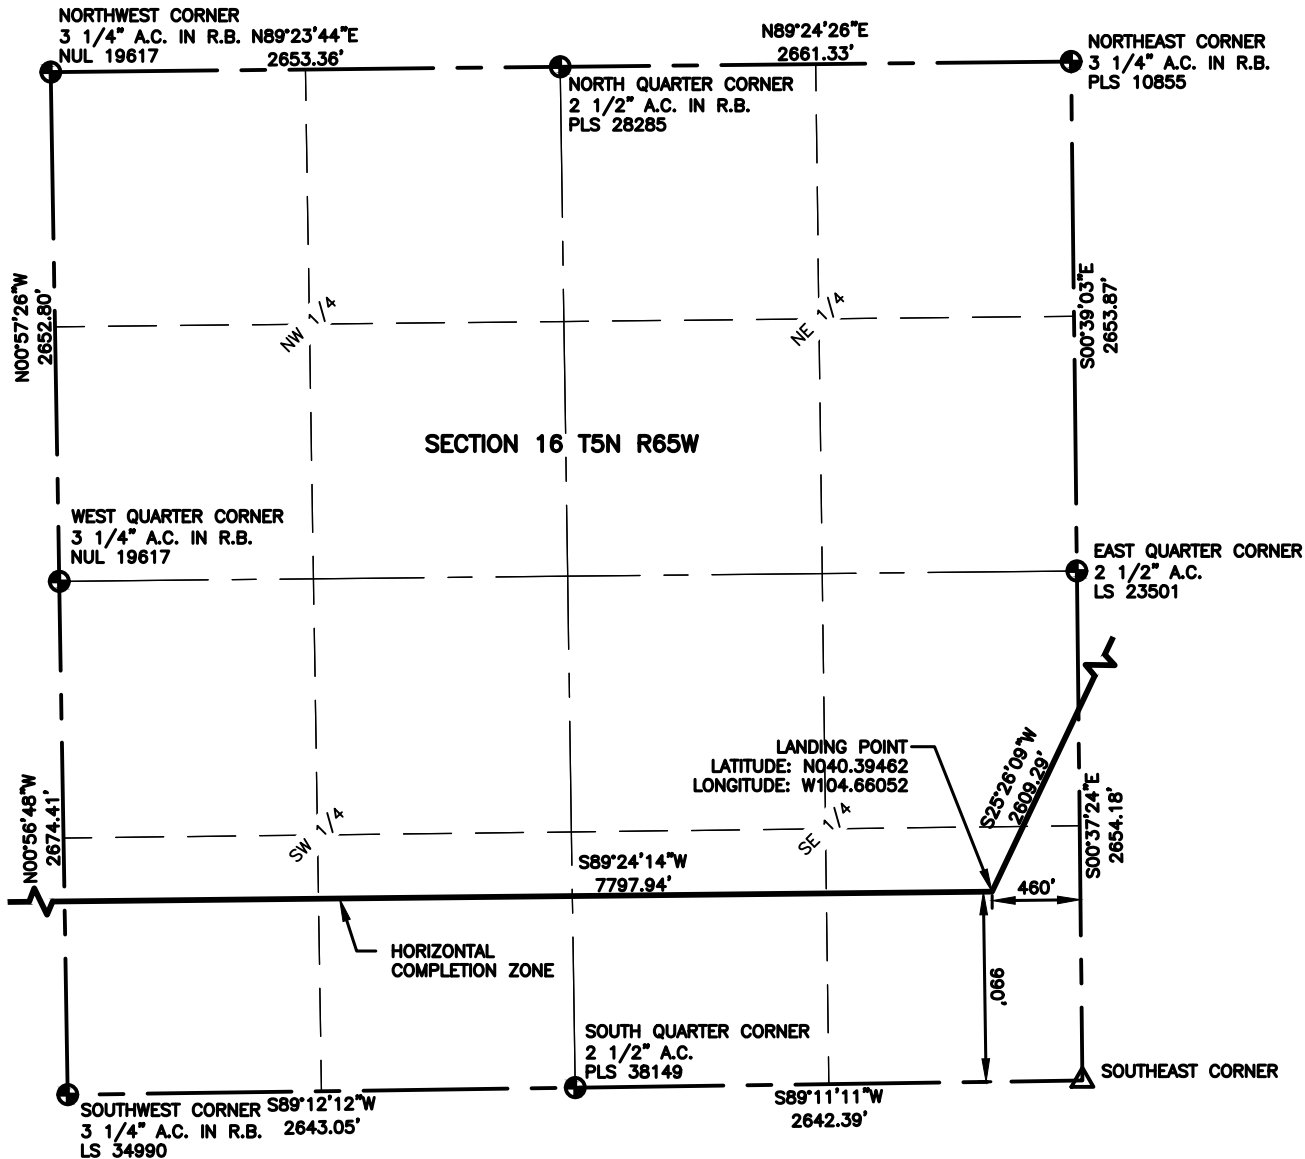 NORTHWEST CORNER
3 1/4" A.C. IN R.B.
NUL 19617
N89°23'44"E
2653.36'
N89°24'26"E
2661.33'
NORTHEAST CORNER
3 1/4" A.C. IN R.B.
PLS 10855
NORTH QUARTER CORNER
2 1/2" A.C. IN R.B.
PLS 28285
N00°57'26"W
2652.80'
NW 1/4
NE 1/4
S00°39'03"E
2653.87'
SECTION 16 T5N R65W
WEST QUARTER CORNER
3 1/4" A.C. IN R.B.
NUL 19617
EAST QUARTER CORNER
2 1/2" A.C.
LS 23501
LANDING POINT
LATITUDE: N040.39462
LONGITUDE: W104.66052
S25°26'09"W
2609.29'
N00°56'48"W
2674.41'
SW 1/4
SE 1/4
S00°37'24"E
2654.18'
S89°24'14"W
7797.94'
460'
HORIZONTAL
COMPLETION ZONE
990'
SOUTH QUARTER CORNER
2 1/2" A.C.
PLS 38149
SOUTHEAST CORNER
SOUTHWEST CORNER
3 1/4" A.C. IN R.B.
LS 34990
S89°12'12"W
2643.05'
S89°11'11"W
2642.39'